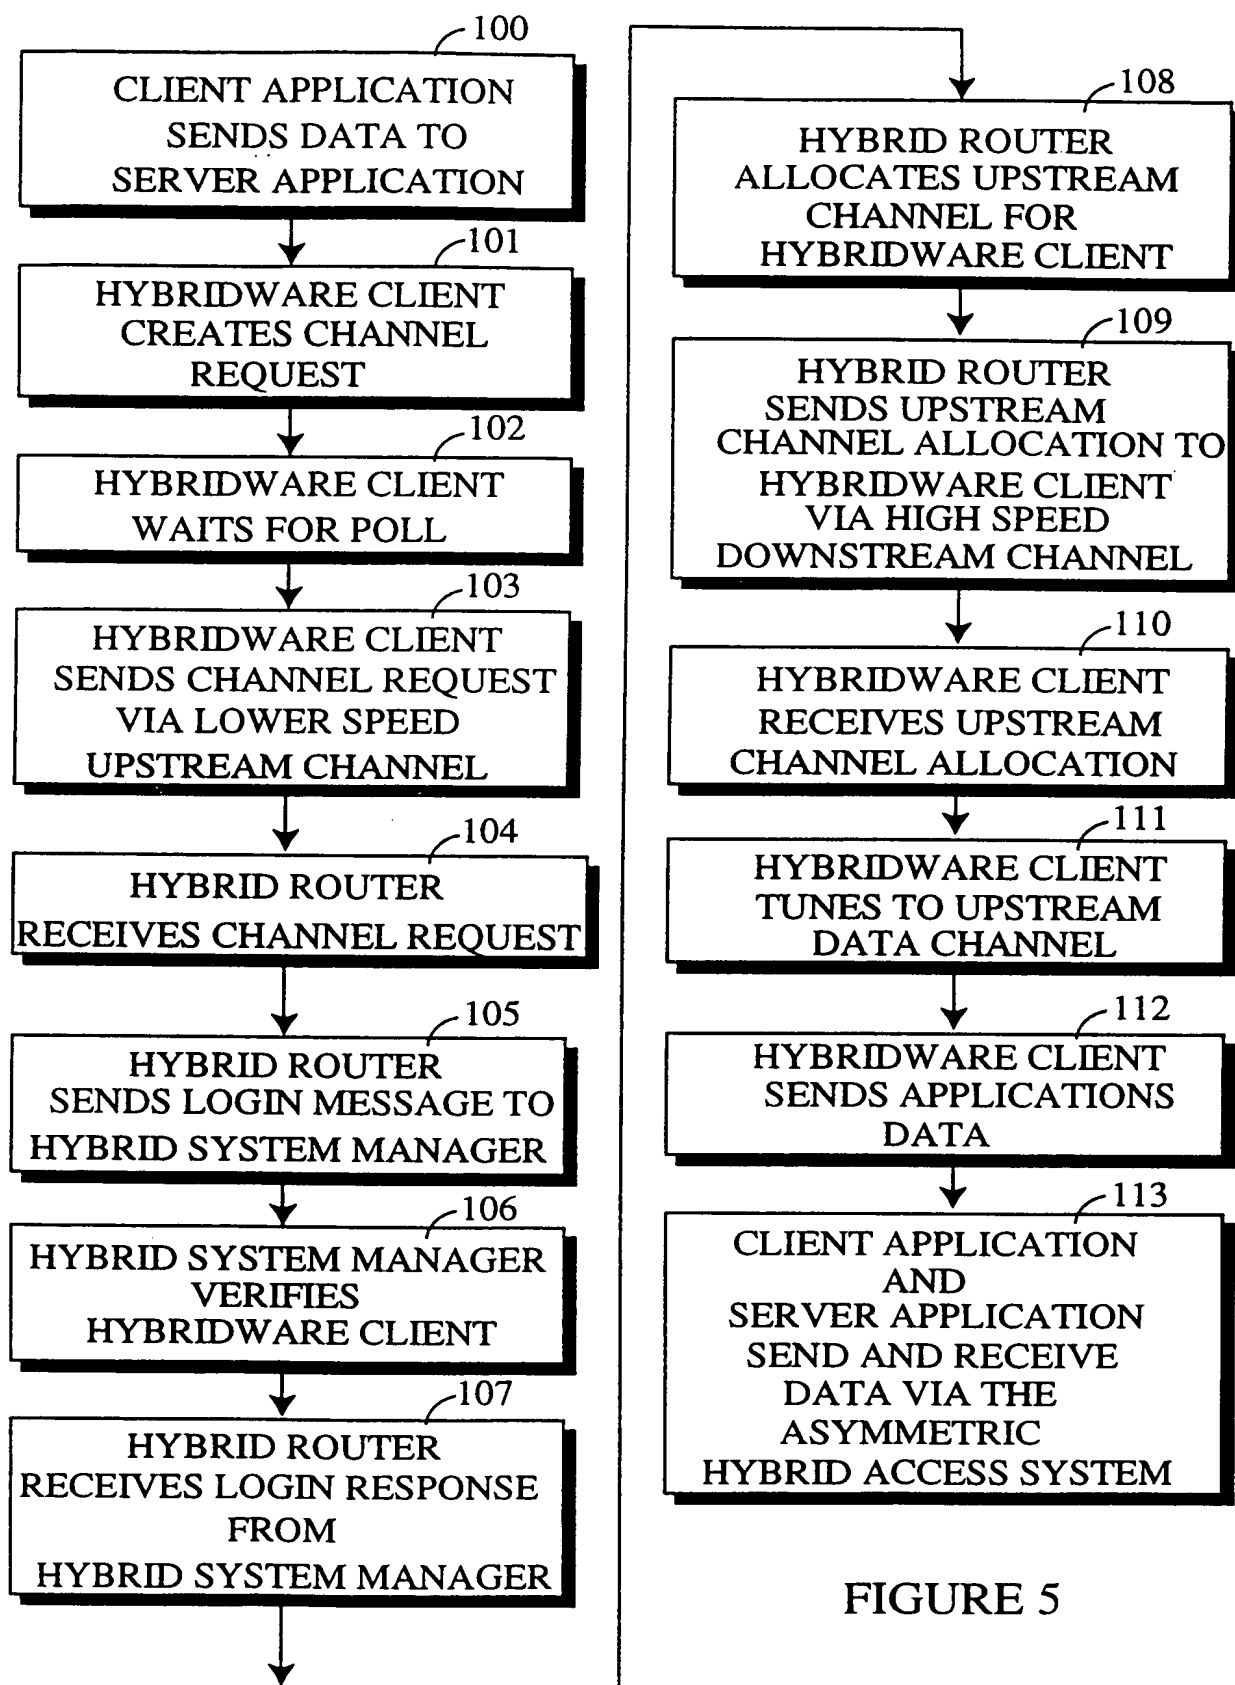 100
CLIENT APPLICATION
SENDS DATA TO
SERVER APPLICATION
101
HYBRIDWARE CLIENT
CREATES CHANNEL
REQUEST
102
HYBRIDWARE CLIENT
WAITS FOR POLL
103
HYBRIDWARE CLIENT
SENDS CHANNEL REQUEST
VIA LOWER SPEED
UPSTREAM CHANNEL
104
HYBRID ROUTER
RECEIVES CHANNEL REQUEST
105
HYBRID ROUTER
SENDS LOGIN MESSAGE TO
HYBRID SYSTEM MANAGER
106
HYBRID SYSTEM MANAGER
VERIFIES
HYBRIDWARE CLIENT
107
HYBRID ROUTER
RECEIVES LOGIN RESPONSE
FROM
HYBRID SYSTEM MANAGER
108
HYBRID ROUTER
ALLOCATES UPSTREAM
CHANNEL FOR
HYBRIDWARE CLIENT
109
HYBRID ROUTER
SENDS UPSTREAM
CHANNEL ALLOCATION TO
HYBRIDWARE CLIENT
VIA HIGH SPEED
DOWNSTREAM CHANNEL
110
HYBRIDWARE CLIENT
RECEIVES UPSTREAM
CHANNEL ALLOCATION
111
HYBRIDWARE CLIENT
TUNES TO UPSTREAM
DATA CHANNEL
112
HYBRIDWARE CLIENT
SENDS APPLICATIONS
DATA
113
CLIENT APPLICATION
AND
SERVER APPLICATION
SEND AND RECEIVE
DATA VIA THE
ASYMMETRIC
HYBRID ACCESS SYSTEM
FIGURE 5